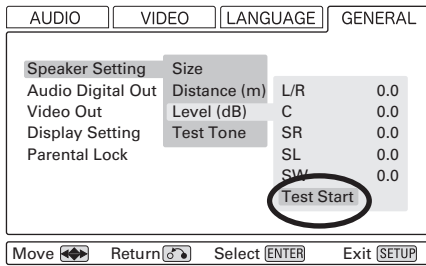 AUDIO VIDEO LANGUAGE GENERAL
Speaker Setting Size
Audio Digital Out Distance (m) L/R 0.0
Video Out Level (dB) C 0.0
Display Setting Test Tone SR 0.0
Parental Lock SL 0.0
SW 0.0
Test Start
Move Return Select ENTER Exit SETUP